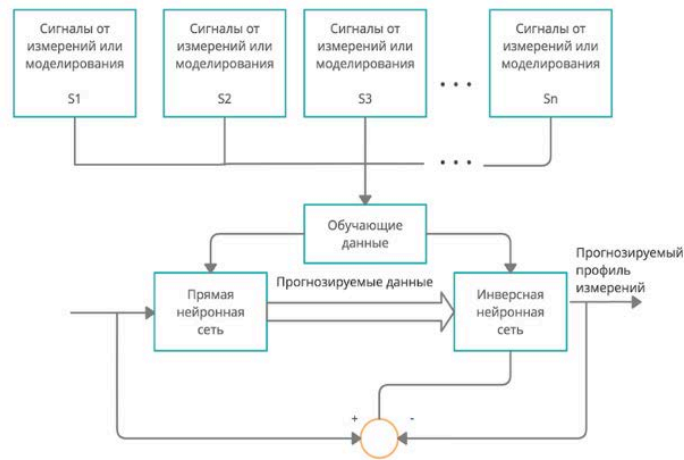 Сигналы от
измерений или
моделирования
S1
Сигналы от
измерений или
моделирования
S2
Сигналы от
измерений или
моделирования
S3
. . .
Сигналы от
измерений или
моделирования
Sn
. . .
Обучающие
данные
Прогнозируемый
профиль
измерений
Прогнозируемые данные
Прямая
нейронная
сеть
Инверсная
нейронная
сеть
+
-